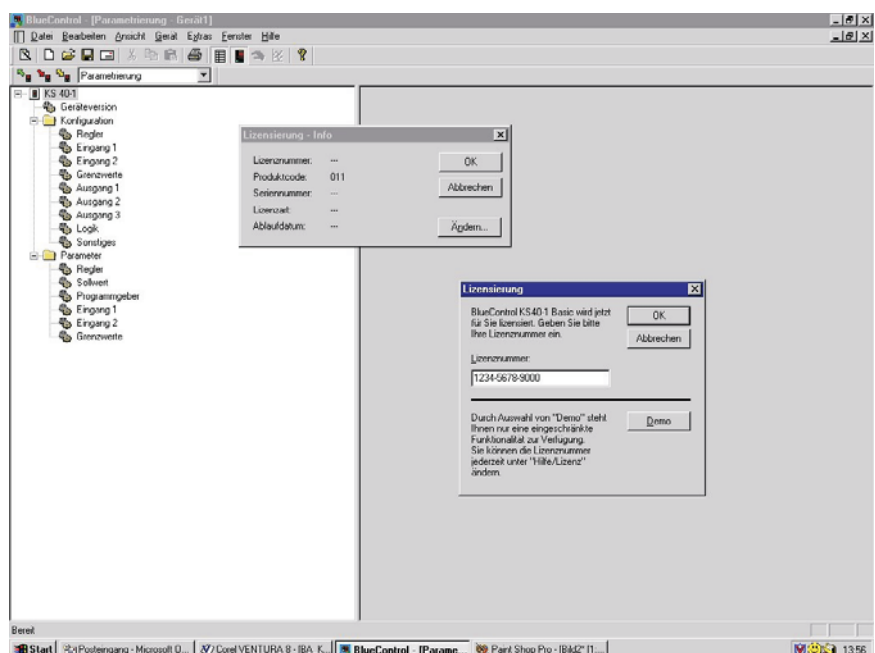 BlueControl - [Parametrierung - Gerät1]
Datei Bearbeiten Ansicht Gerät Extras Fenster Hilfe
Parametrierung
KS 40-1
Geräteversion
Konfiguration
Regler
Eingang 1
Eingang 2
Grenzwerte
Ausgang 1
Ausgang 2
Ausgang 3
Logik
Sonstiges
Parameter
Regler
Sollwert
Programmgeber
Eingang 1
Eingang 2
Grenzwerte
Lizensierung - Info
Lizenznummer: ---
Produktcode: 011
Seriennummer: ---
Lizenzart: ---
Ablaufdatum: ---
OK
Abbrechen
Ändern...
Lizensierung
BlueControl KS40-1 Basic wird jetzt
für Sie lizensiert. Geben Sie bitte
Ihre Lizenznummer ein.
OK
Abbrechen
Lizenznummer:
1234-5678-9000
Durch Auswahl von "Demo" steht
Ihnen nur eine eingeschränkte
Funktionalität zur Verfügung.
Sie können die Lizenznummer
jederzeit unter "Hilfe/Lizenz"
ändern.
Demo
Bereit
Start Posteingang - Microsoft O... Corel VENTURA 8 - [BA_K... BlueControl - [Parame... Paint Shop Pro - [Bild2* [1:... 13:56